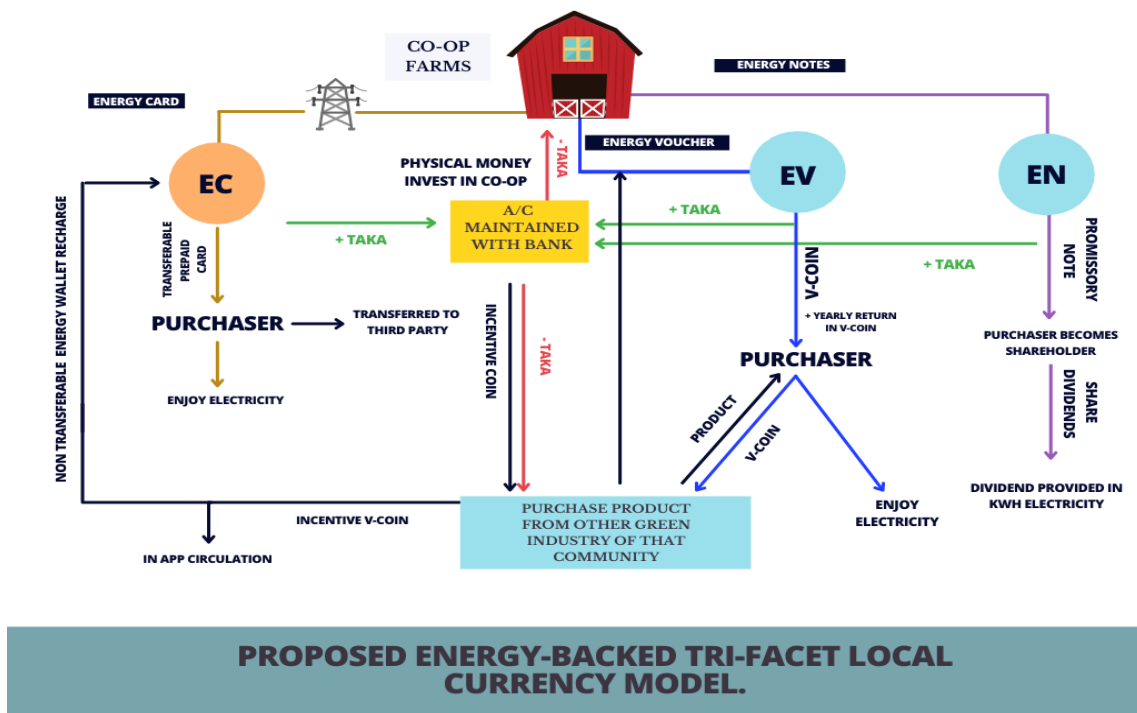 CO-OP
FARMS
ENERGY NOTES
ENERGY CARD
ENERGY VOUCHER
- TAKA
PHYSICAL MONEY
INVEST IN CO-OP
EC
EV
EN
A/C
MAINTAINED
WITH BANK
+ TAKA
+ TAKA
+ TAKA
TRANSFERABLE
PREPAID
CARD
NON TRANSFERABLE ENERGY WALLET RECHARGE
PROMISSORY
NOTE
V-COIN
+ YEARLY RETURN
IN V-COIN
PURCHASER
TRANSFERRED TO
THIRD PARTY
INCENTIVE COIN
- TAKA
PURCHASER
PURCHASER BECOMES
SHAREHOLDER
ENJOY ELECTRICITY
PRODUCT
V-COIN
SHARE
DIVIDENDS
DIVIDEND PROVIDED IN
KWH ELECTRICITY
ENJOY
ELECTRICITY
INCENTIVE V-COIN
PURCHASE PRODUCT
FROM OTHER GREEN
INDUSTRY OF THAT
COMMUNITY
IN APP CIRCULATION
PROPOSED ENERGY-BACKED TRI-FACET LOCAL
CURRENCY MODEL.